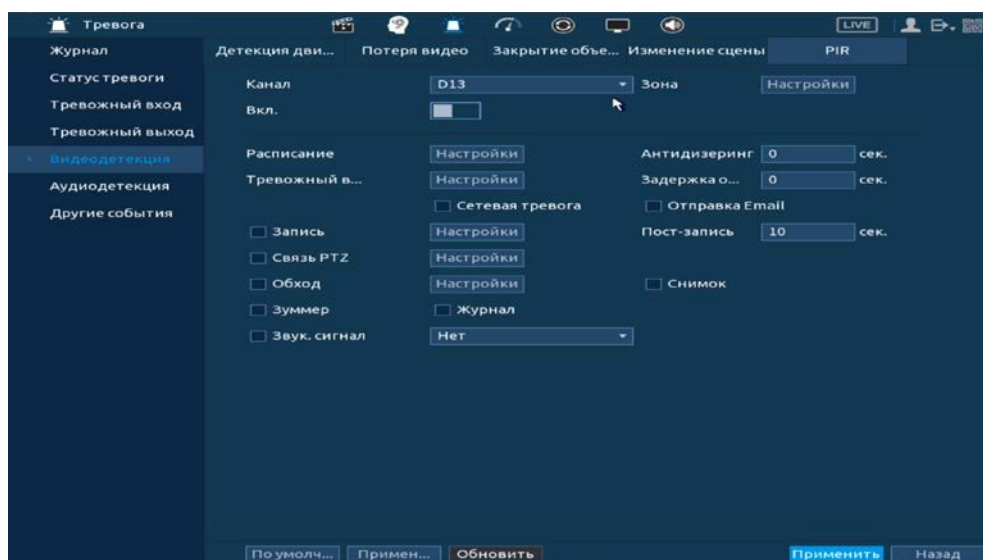 Тревога LIVE
Журнал
Статус тревоги
Тревожный вход
Тревожный выход
Видеодетекция
Аудиодетекция
Другие события
Детекция дви... Потеря видео Закрытие объе... Изменение сцены PIR
Канал D13 Зона Настройки
Вкл.
Расписание Настройки Антидизеринг 0 сек.
Тревожный в... Настройки Задержка о... 0 сек.
Сетевая тревога Отправка Email
Запись Настройки Пост-запись 10 сек.
Связь PTZ Настройки
Обход Настройки Снимок
Зуммер Журнал
Звук. сигнал Нет
По умолч... Примен... Обновить Применить Назад